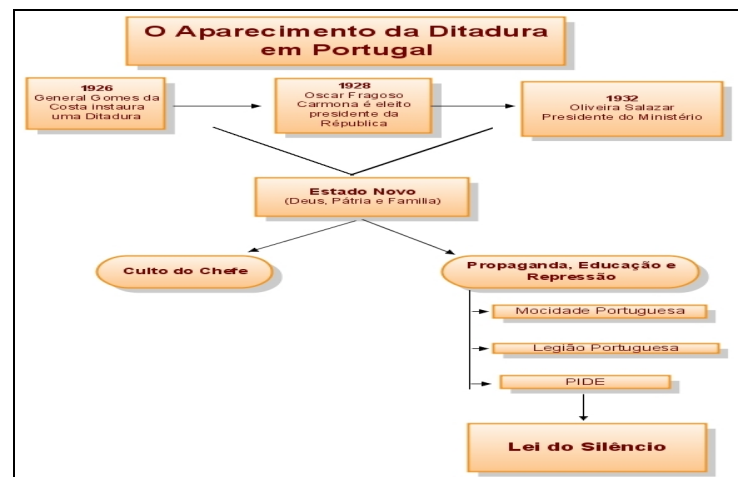 O Aparecimento da Ditadura
em Portugal
1926
General Gomes da
Costa instaura
uma Ditadura
1928
Oscar Fragoso
Carmona é eleito
presidente da
Républica
1932
Oliveira Salazar
Presidente do Ministério
Estado Novo
(Deus, Pátria e Familia)
Culto do Chefe
Propaganda, Educação e
Repressão
Mocidade Portuguesa
Legião Portuguesa
PIDE
Lei do Silêncio